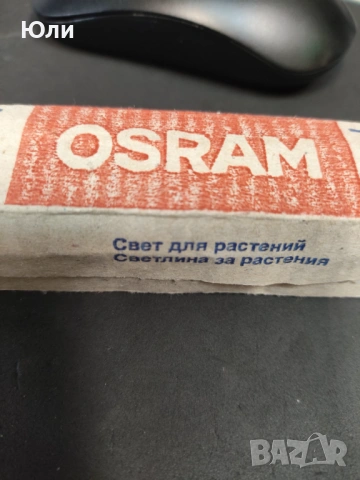 Юли
OSRAM
Свет для растений
Светлина за растения
BAZAR